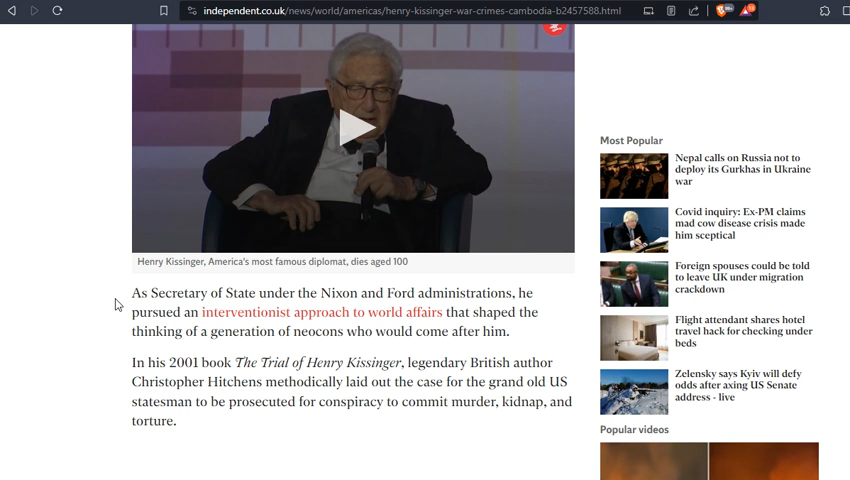 independent.co.uk/news/world/americas/henry-kissinger-war-crimes-cambodia-b2457588.html
Henry Kissinger, America's most famous diplomat, dies aged 100
As Secretary of State under the Nixon and Ford administrations, he
pursued an interventionist approach to world affairs that shaped the
thinking of a generation of neocons who would come after him.
In his 2001 book The Trial of Henry Kissinger, legendary British author
Christopher Hitchens methodically laid out the case for the grand old US
statesman to be prosecuted for conspiracy to commit murder, kidnap, and
torture.
Most Popular
Nepal calls on Russia not to
deploy its Gurkhas in Ukraine
war
Covid inquiry: Ex-PM claims
mad cow disease crisis made
him sceptical
Foreign spouses could be told
to leave UK under migration
crackdown
Flight attendant shares hotel
travel hack for checking under
beds
Zelensky says Kyiv will defy
odds after axing US Senate
address - live
Popular videos